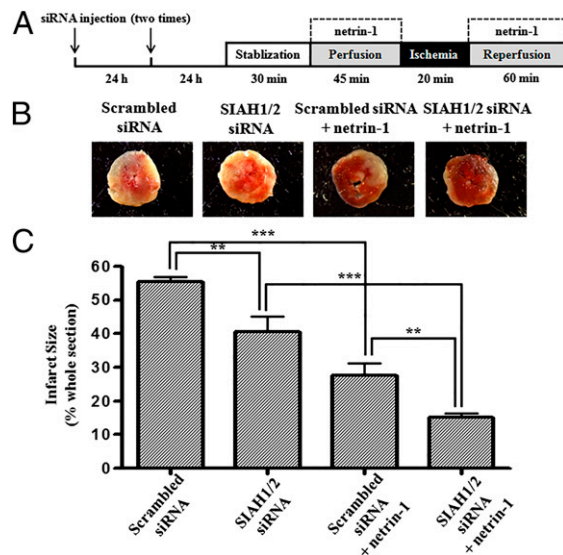 A
siRNA injection (two times)
netrin-1
netrin-1
Stablization
Perfusion
Ischemia
Reperfusion
24 h
24 h
30 min
45 min
20 min
60 min
B
Scrambled
siRNA
SIAH1/2
siRNA
Scrambled siRNA
+ netrin-1
SIAH1/2 siRNA
+ netrin-1
C
Infarct Size
(% whole section)
60
50
40
30
20
10
0
***
**
***
**
Scrambled
siRNA
SIAH1/2
siRNA
Scrambled
siRNA
+ netrin-1
SIAH1/2
siRNA
+ netrin-1